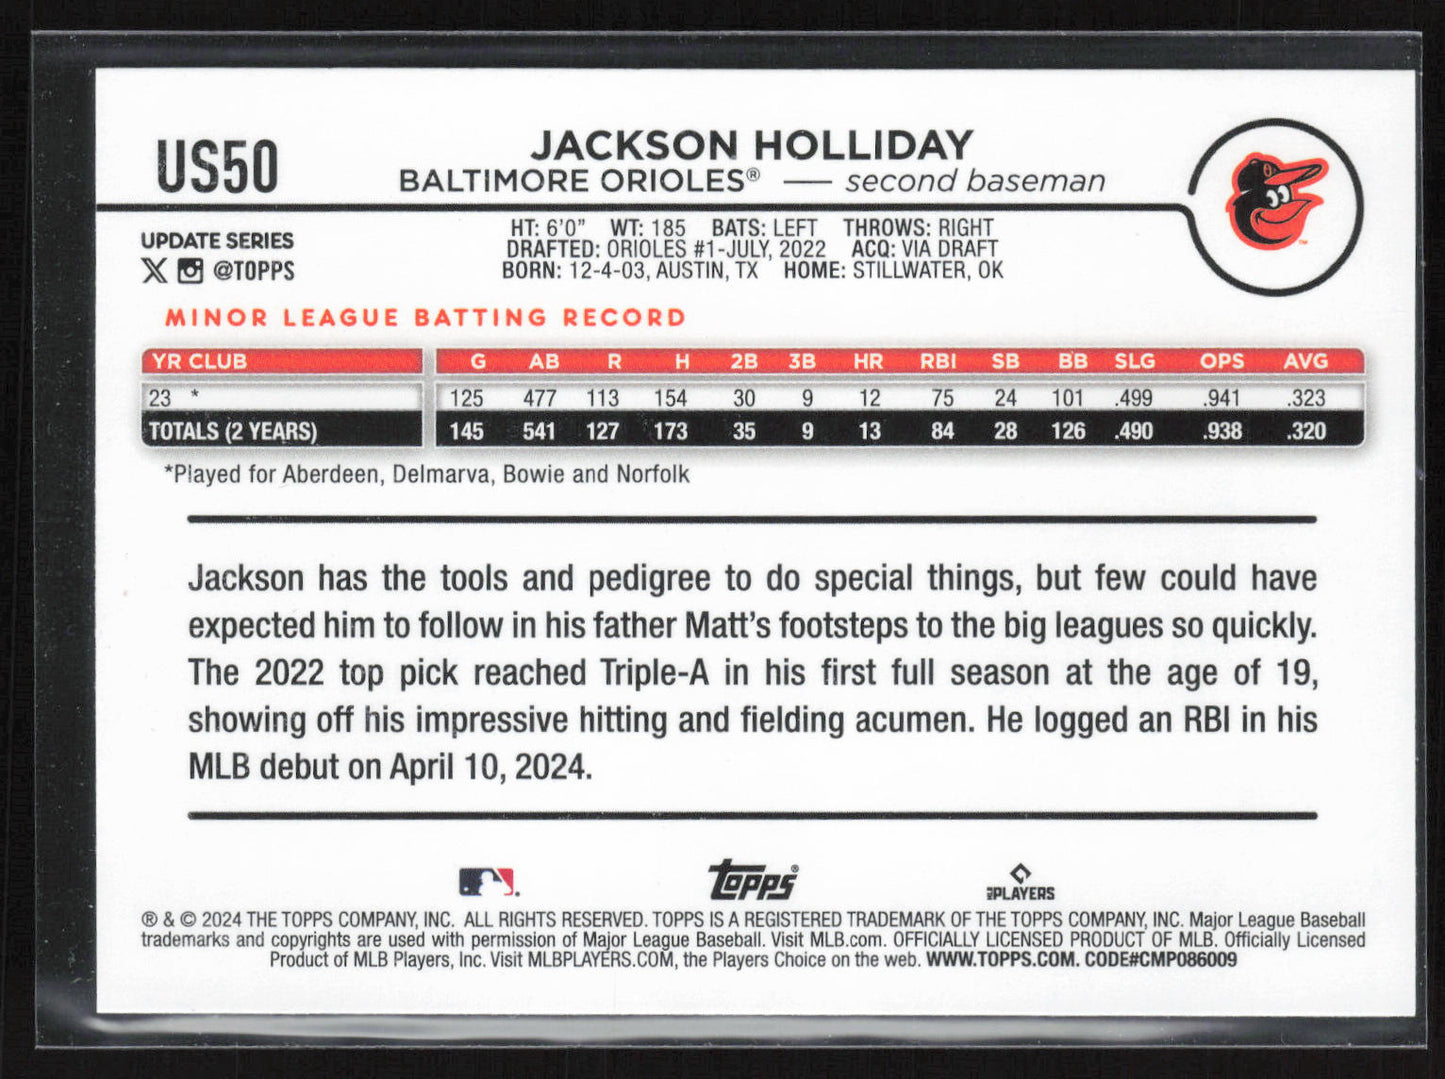 US50
JACKSON HOLLIDAY
BALTIMORE ORIOLES® — second baseman
UPDATE SERIES
X @TOPPS
HT: 6'0" WT: 185 BATS: LEFT THROWS: RIGHT
DRAFTED: ORIOLES #1-JULY, 2022 ACQ: VIA DRAFT
BORN: 12-4-03, AUSTIN, TX HOME: STILLWATER, OK
MINOR LEAGUE BATTING RECORD
YR CLUB G AB R H 2B 3B HR RBI SB BB SLG OPS AVG
23 * 125 477 113 154 30 9 12 75 24 101 .499 .941 .323
TOTALS (2 YEARS) 145 541 127 173 35 9 13 84 28 126 .490 .938 .320
*Played for Aberdeen, Delmarva, Bowie and Norfolk
Jackson has the tools and pedigree to do special things, but few could have
expected him to follow in his father Matt's footsteps to the big leagues so quickly.
The 2022 top pick reached Triple-A in his first full season at the age of 19,
showing off his impressive hitting and fielding acumen. He logged an RBI in his
MLB debut on April 10, 2024.
Topps®
PLAYERS
® & © 2024 THE TOPPS COMPANY, INC. ALL RIGHTS RESERVED. TOPPS IS A REGISTERED TRADEMARK OF THE TOPPS COMPANY, INC. Major League Baseball
trademarks and copyrights are used with permission of Major League Baseball. Visit MLB.com. OFFICIALLY LICENSED PRODUCT OF MLB. Officially Licensed
Product of MLB Players, Inc. Visit MLBPLAYERS.COM, the Players Choice on the web. WWW.TOPPS.COM. CODE#CMP086009